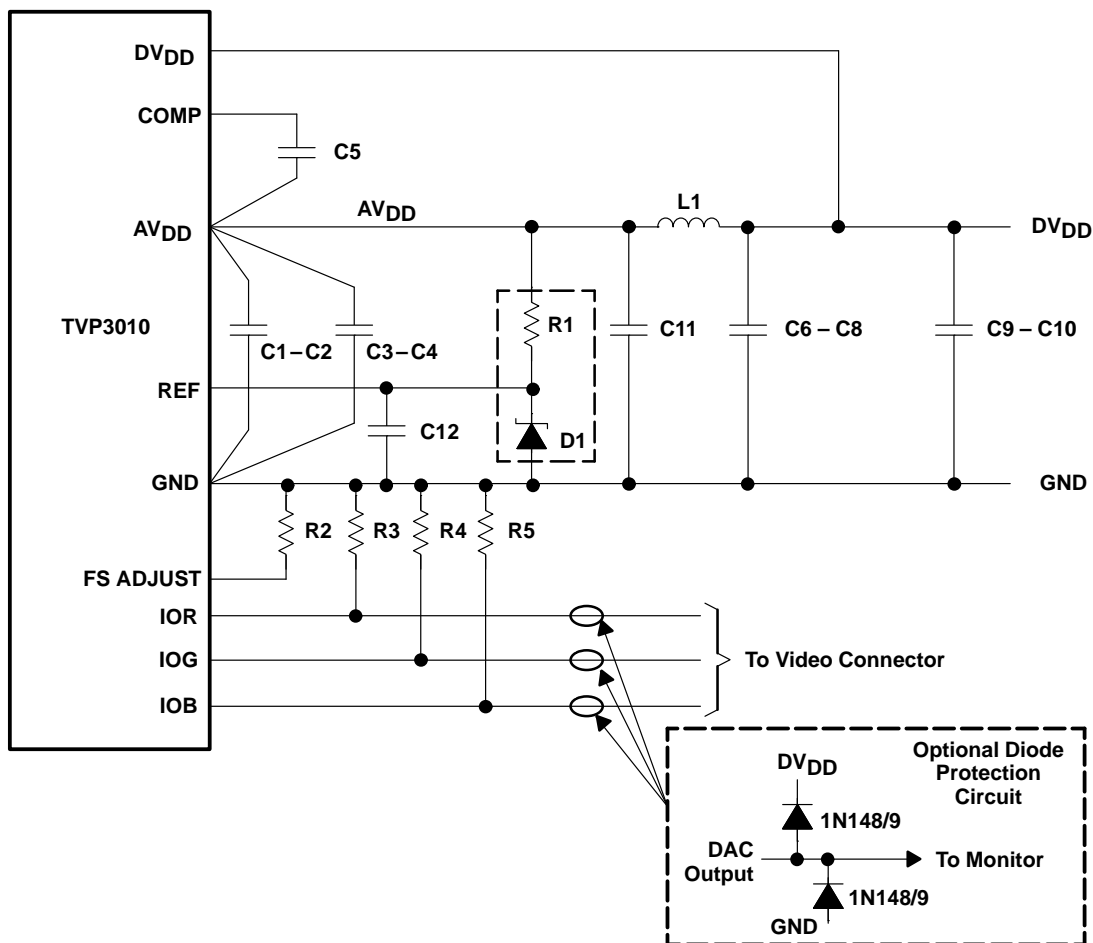 DVDD
COMP
C5
L1
AVDD
AVDD
DVDD
TVP3010
R1
C11
C6 – C8
C9 – C10
C1 – C2
C3 – C4
REF
C12
D1
GND
GND
R2
R3
R4
R5
FS ADJUST
IOR
IOG
To Video Connector
IOB
Optional Diode
Protection
Circuit
DVDD
1N148/9
DAC
Output
To Monitor
1N148/9
GND